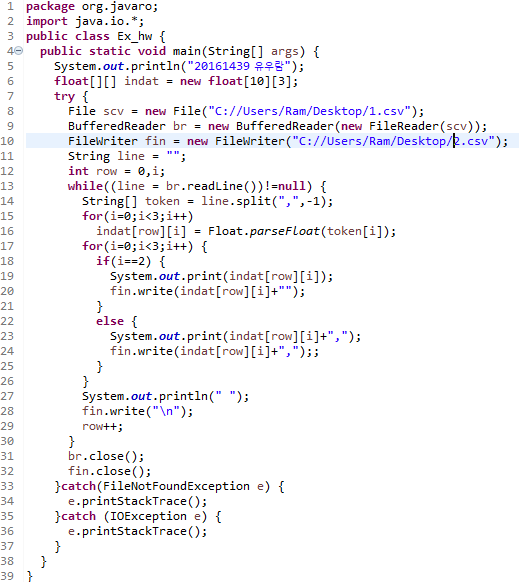 1 package org.javaro;
2 import java.io.*;
3 public class Ex_hw {
4 public static void main(String[] args) {
5 System.out.println("20161439 유우람");
6 float[][] indat = new float[10][3];
7 try {
8 File scv = new File("C://Users/Ram/Desktop/1.csv");
9 BufferedReader br = new BufferedReader(new FileReader(scv));
10 FileWriter fin = new FileWriter("C://Users/Ram/Desktop/2.csv");
11 String line = "";
12 int row = 0,i;
13 while((line = br.readLine())!=null) {
14 String[] token = line.split(",",-1);
15 for(i=0;i<3;i++)
16 indat[row][i] = Float.parseFloat(token[i]);
17 for(i=0;i<3;i++) {
18 if(i==2) {
19 System.out.print(indat[row][i]);
20 fin.write(indat[row][i]+"");
21 }
22 else {
23 System.out.print(indat[row][i]+",");
24 fin.write(indat[row][i]+",");;
25 }
26 }
27 System.out.println(" ");
28 fin.write("\n");
29 row++;
30 }
31 br.close();
32 fin.close();
33 }catch(FileNotFoundException e) {
34 e.printStackTrace();
35 }catch (IOException e) {
36 e.printStackTrace();
37 }
38 }
39 }